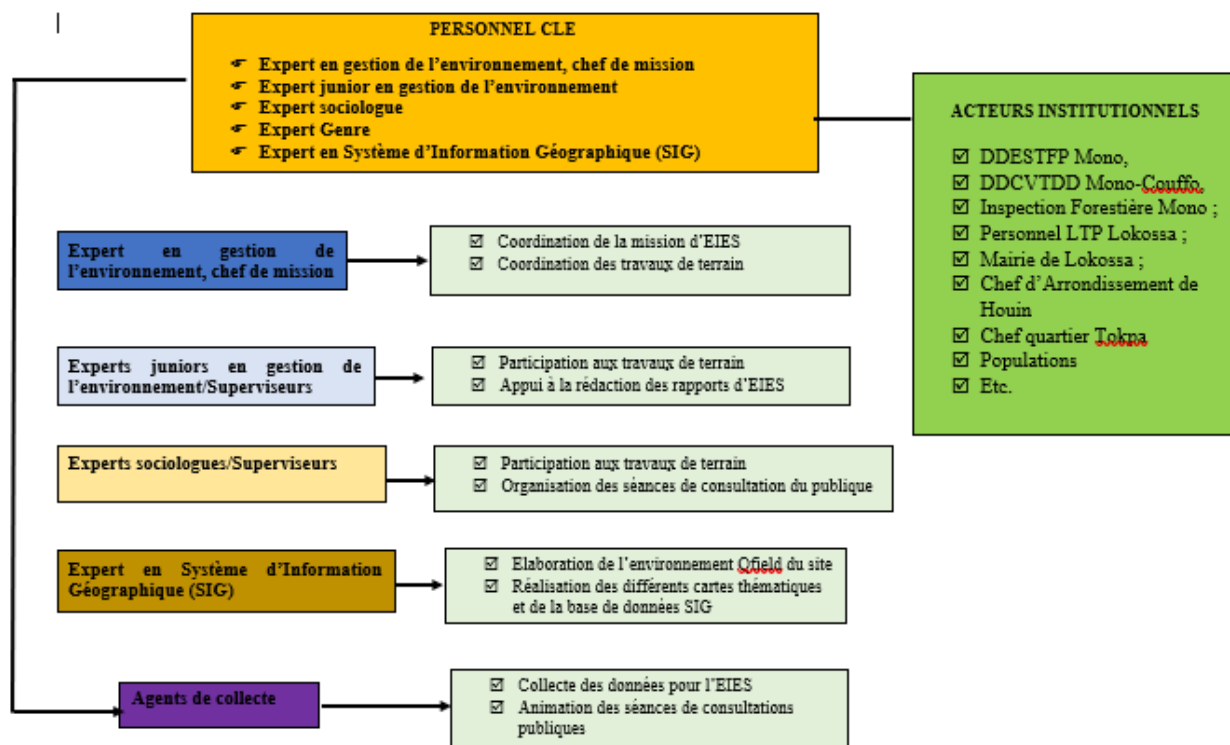 PERSONNEL CLE
☞ Expert en gestion de l'environnement, chef de mission
☞ Expert junior en gestion de l'environnement
☞ Expert sociologue
☞ Expert Genre
☞ Expert en Système d'Information Géographique (SIG)
ACTEURS INSTITUTIONNELS
☑ DDESTFP Mono,
☑ DDCVTDD Mono-Couffo,
☑ Inspection Forestière Mono ;
☑ Personnel LTP Lokossa ;
☑ Mairie de Lokossa ;
☑ Chef d'Arrondissement de
Houin
☑ Chef quartier Tokpa
☑ Populations
☑ Etc.
Expert en gestion de
l'environnement, chef de mission
☑ Coordination de la mission d'EIES
☑ Coordination des travaux de terrain
Experts juniors en gestion de
l'environnement/Superviseurs
☑ Participation aux travaux de terrain
☑ Appui à la rédaction des rapports d'EIES
Experts sociologues/Superviseurs
☑ Participation aux travaux de terrain
☑ Organisation des séances de consultation du publique
Expert en Système d'Information
Géographique (SIG)
☑ Elaboration de l'environnement Qfield du site
☑ Réalisation des différents cartes thématiques
et de la base de données SIG
Agents de collecte
☑ Collecte des données pour l'EIES
☑ Animation des séances de consultations
publiques